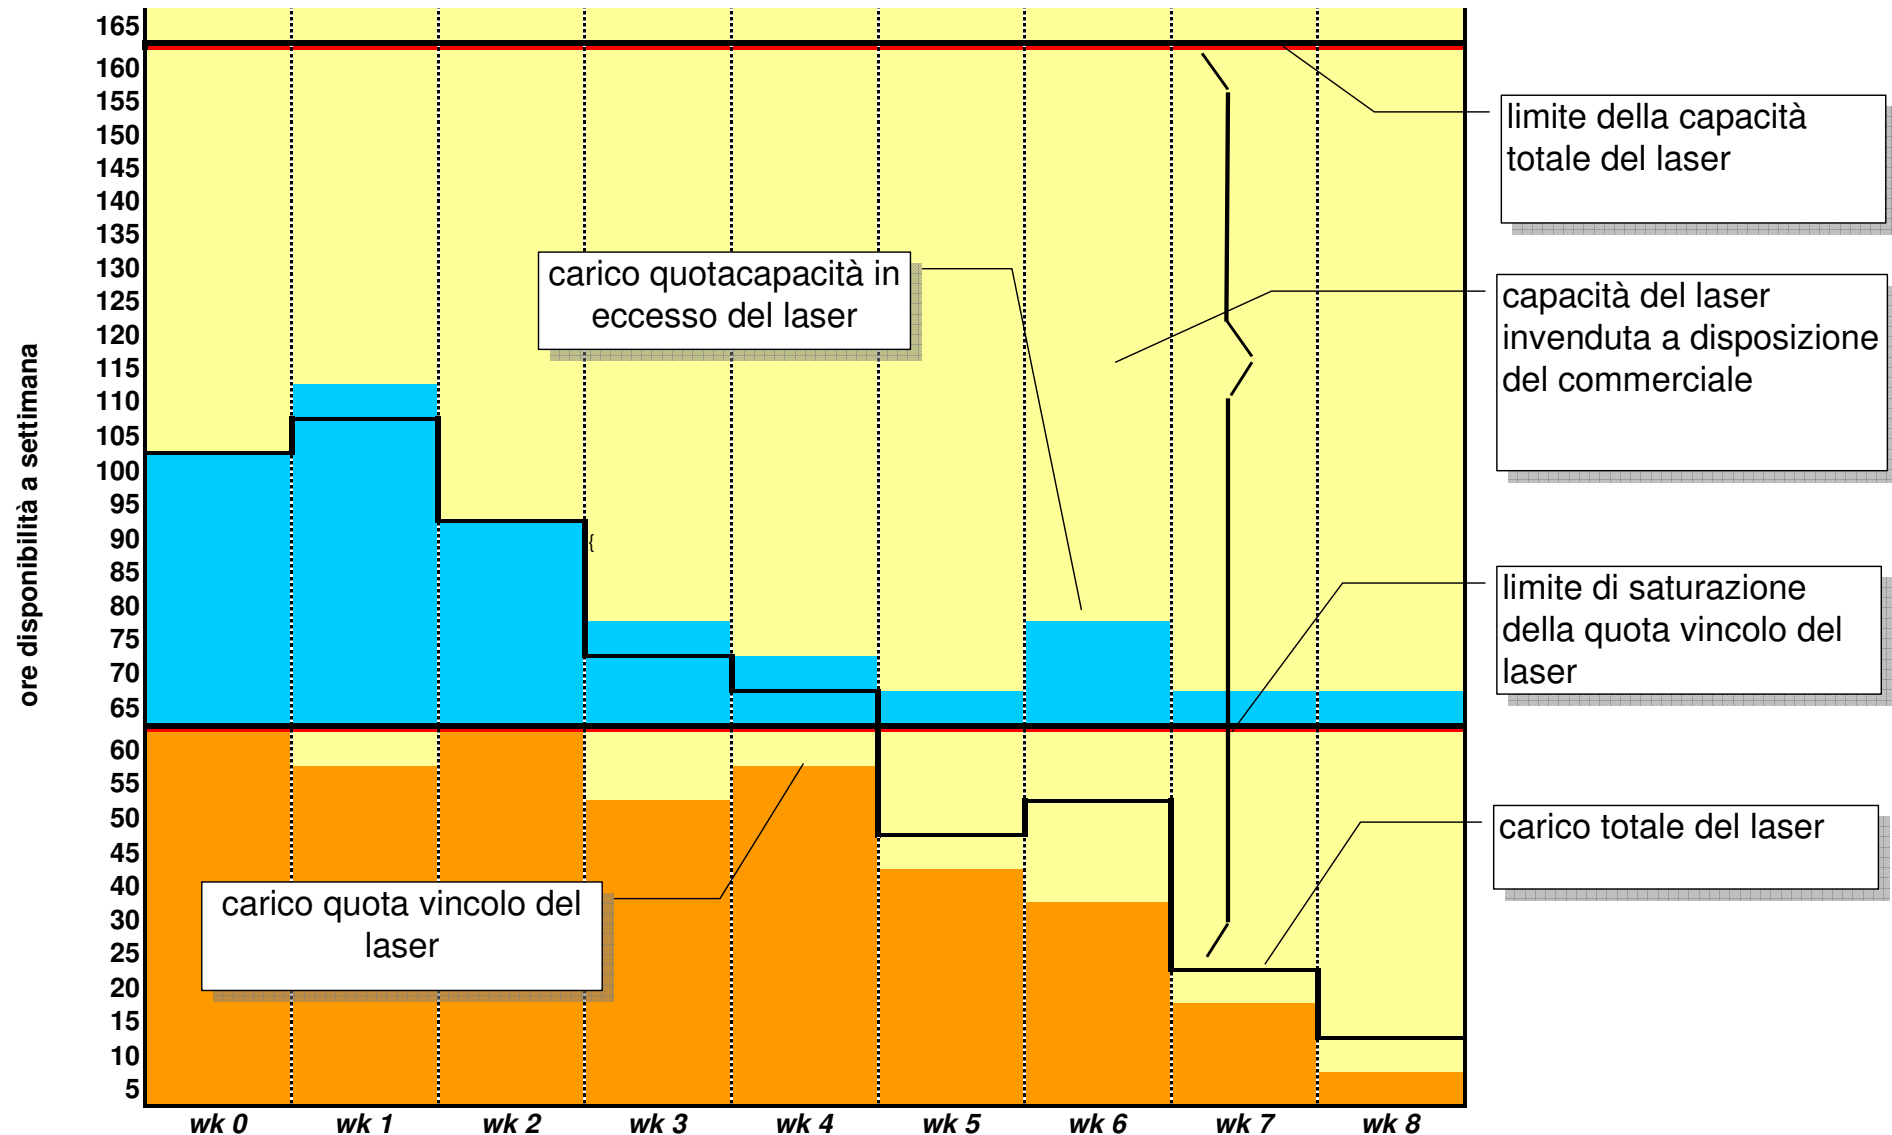 ore disponibilità a settimana
165
160
155
150
145
140
135
130
125
120
115
110
105
100
95
90
85
80
75
70
65
60
55
50
45
40
35
30
25
20
15
10
5
wk 0
wk 1
wk 2
wk 3
wk 4
wk 5
wk 6
wk 7
wk 8
carico quotacapacità in
eccesso del laser
{
carico quota vincolo del
laser
limite della capacità
totale del laser
capacità del laser
invenduta a disposizione
del commerciale
limite di saturazione
della quota vincolo del
laser
carico totale del laser